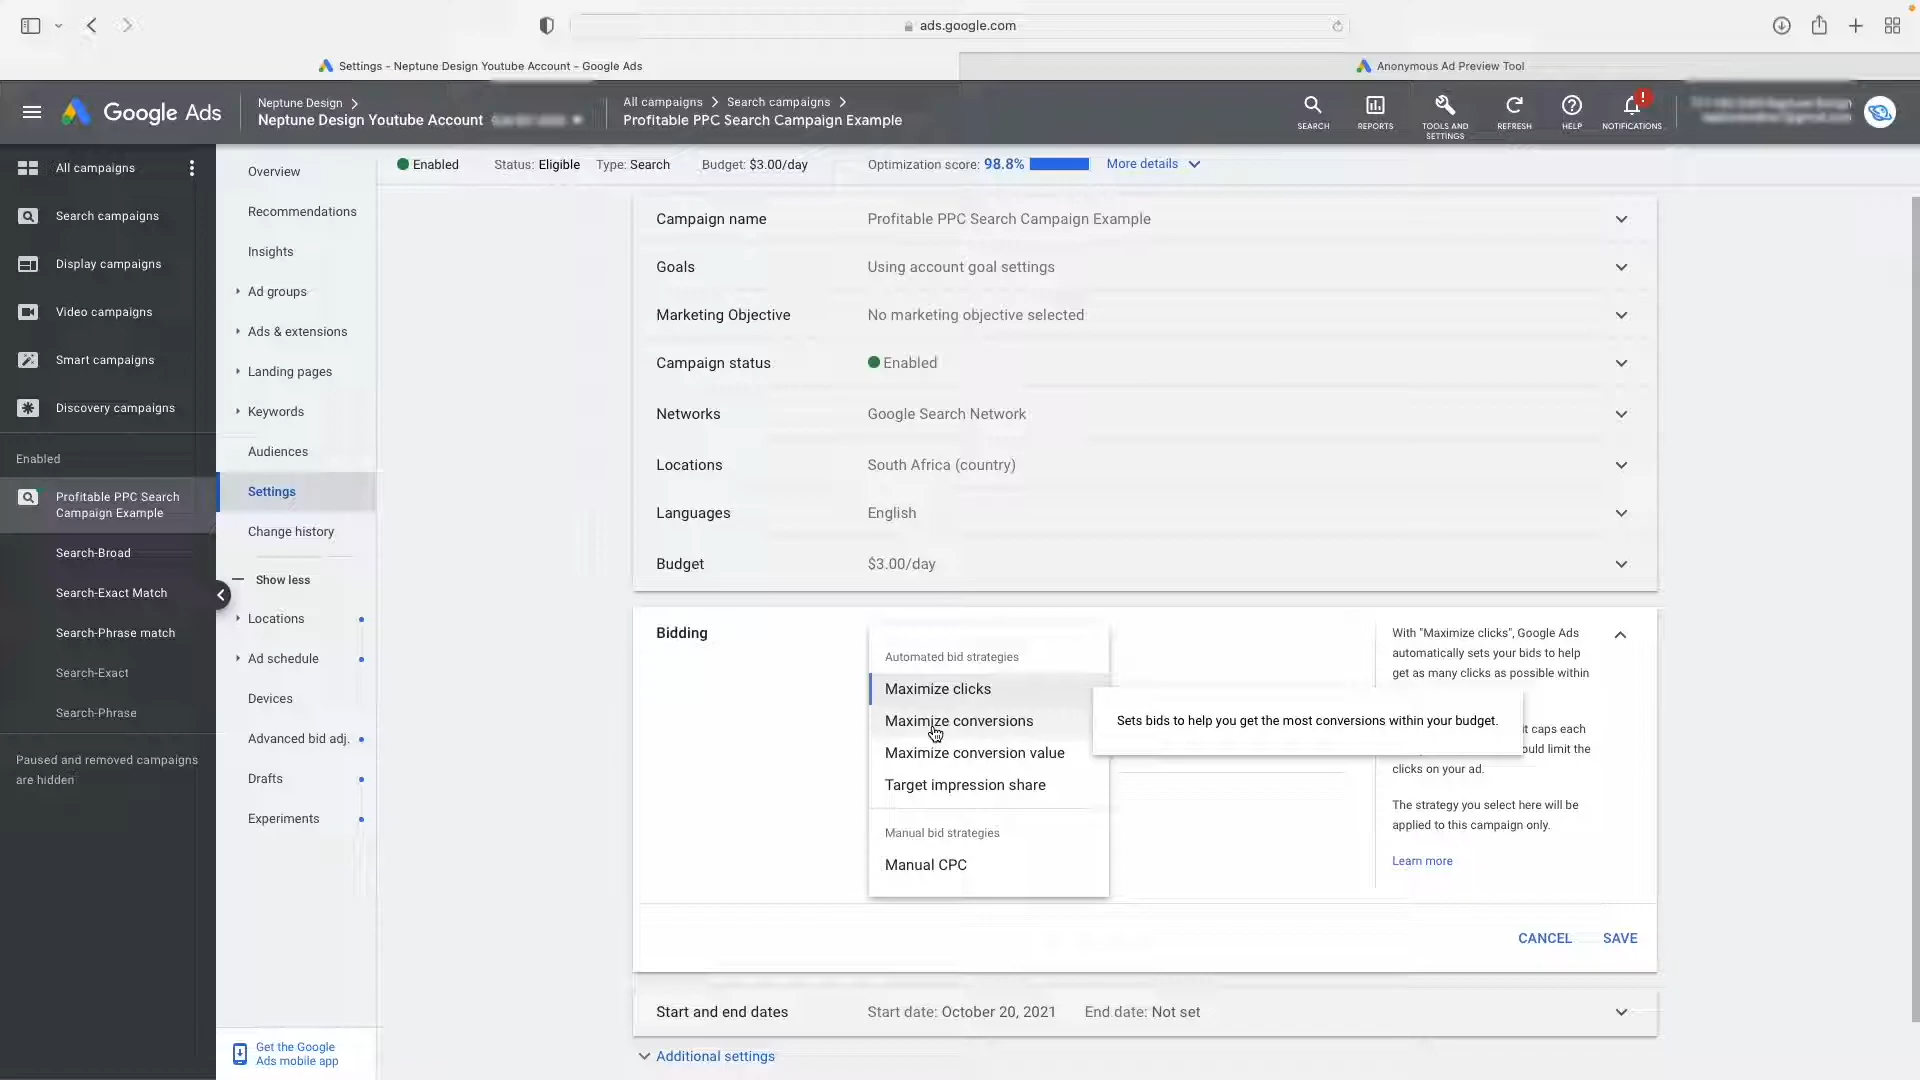 ads.google.com
Settings - Neptune Design Youtube Account - Google Ads
Anonymous Ad Preview Tool
Google Ads
Neptune Design
Neptune Design Youtube Account
All campaigns
Search campaigns
Profitable PPC Search Campaign Example
SEARCH
REPORTS
TOOLS AND
SETTINGS
REFRESH
HELP
!
NOTIFICATIONS
All campaigns
Search campaigns
Display campaigns
Video campaigns
Smart campaigns
Discovery campaigns
Enabled
Profitable PPC Search
Campaign Example
Search-Broad
Search-Exact Match
Search-Phrase match
Search-Exact
Search-Phrase
Paused and removed campaigns
are hidden
Overview
Recommendations
Insights
Ad groups
Ads & extensions
Landing pages
Keywords
Audiences
Settings
Change history
Show less
Locations
Ad schedule
Devices
Advanced bid adj.
Drafts
Experiments
Get the Google
Ads mobile app
Enabled Status: Eligible Type: Search Budget: $3.00/day Optimization score: 98.8% More details
Campaign name Profitable PPC Search Campaign Example
Goals Using account goal settings
Marketing Objective No marketing objective selected
Campaign status Enabled
Networks Google Search Network
Locations South Africa (country)
Languages English
Budget $3.00/day
Bidding
Automated bid strategies
Maximize clicks
Maximize conversions
Maximize conversion value
Target impression share
Manual bid strategies
Manual CPC
Sets bids to help you get the most conversions within your budget.
With "Maximize clicks", Google Ads
automatically sets your bids to help
get as many clicks as possible within
t caps each
ould limit the
clicks on your ad.
The strategy you select here will be
applied to this campaign only.
Learn more
CANCEL SAVE
Start and end dates Start date: October 20, 2021 End date: Not set
Additional settings